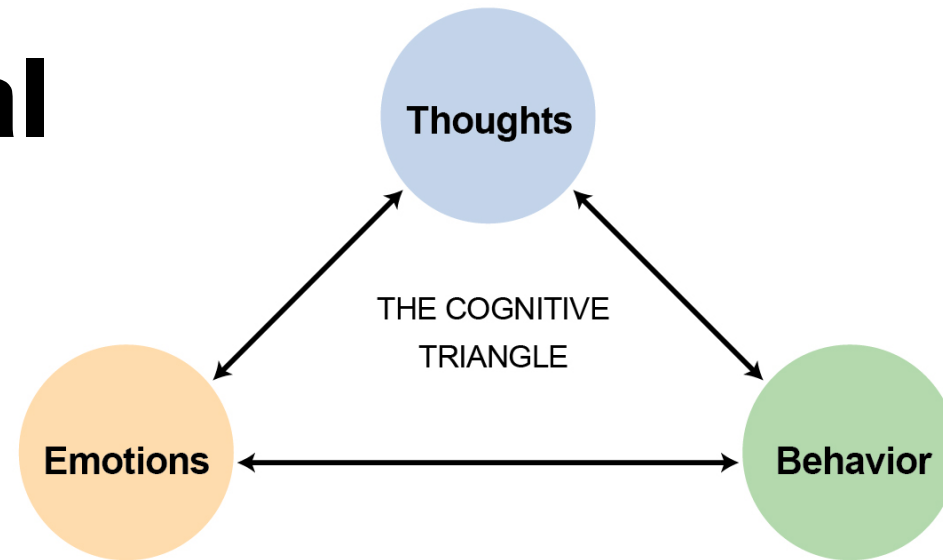 Thoughts
THE COGNITIVE
TRIANGLE
Emotions
Behavior